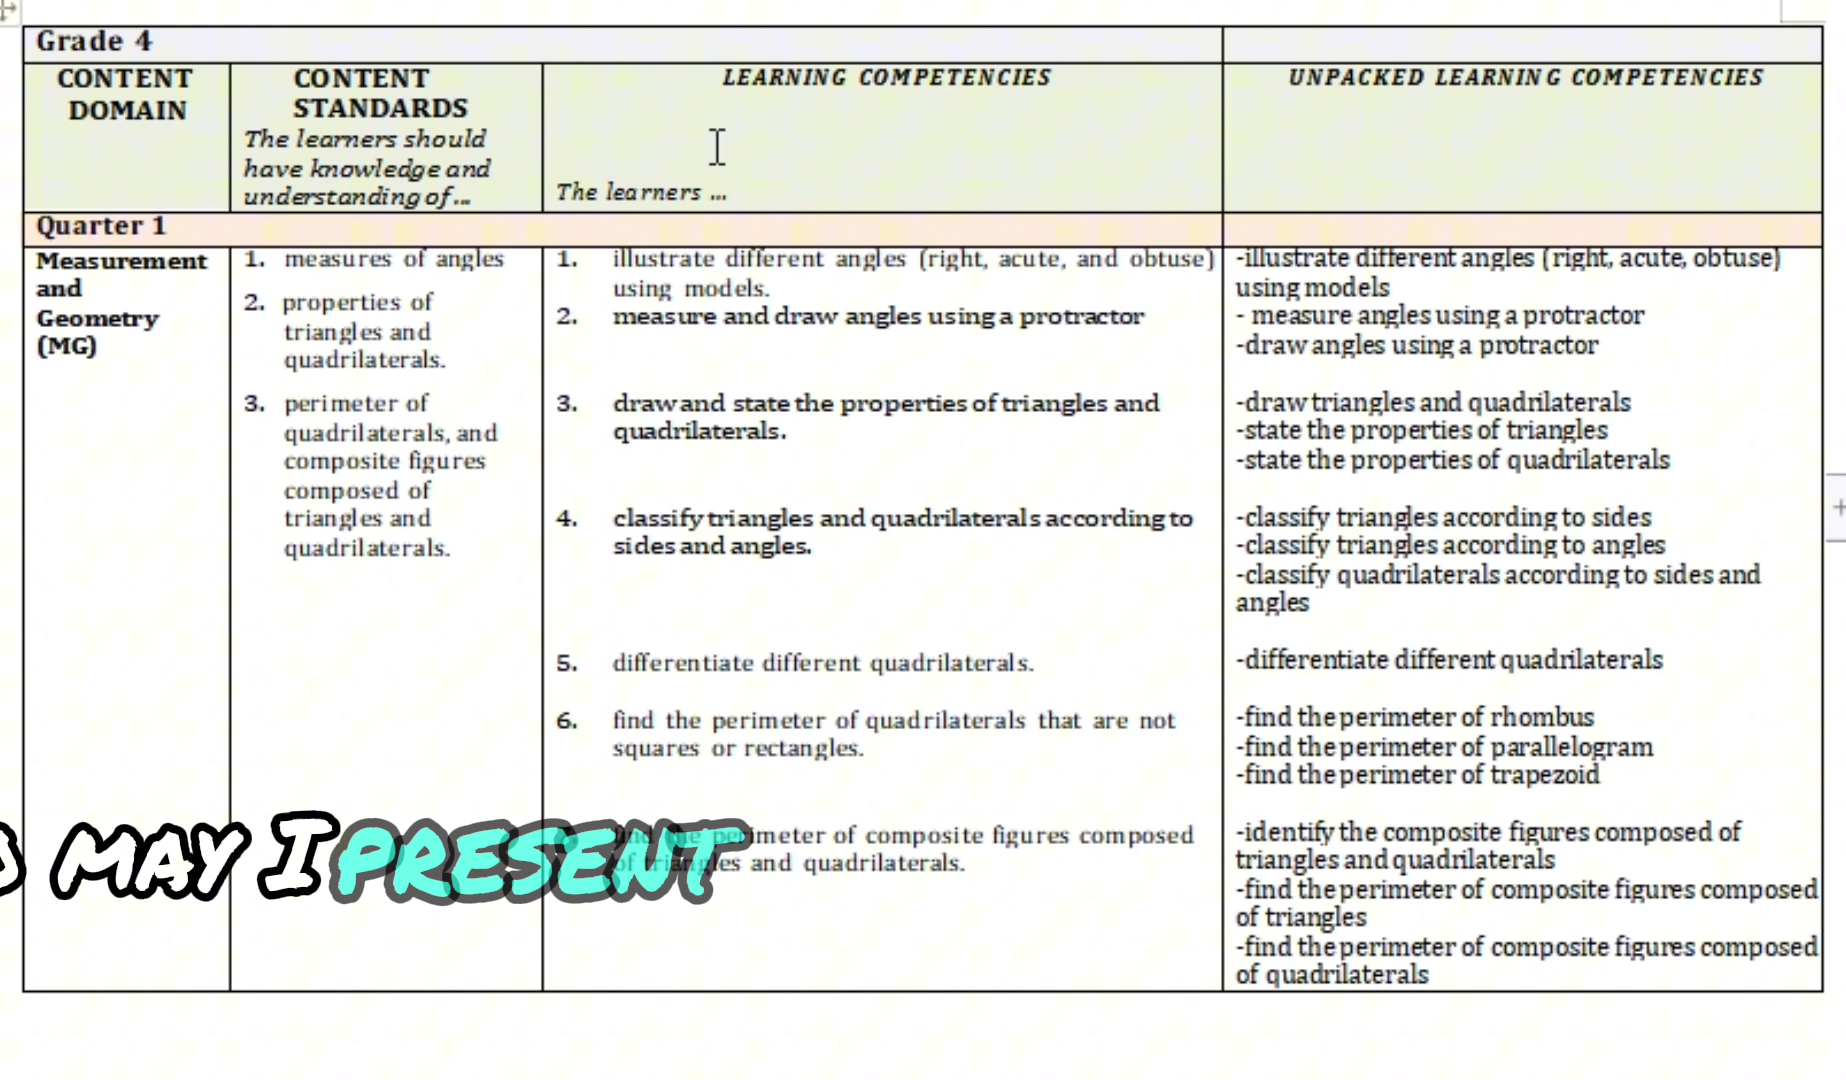 Grade 4
CONTENT DOMAIN
CONTENT STANDARDS
The learners should
have knowledge and
understanding of...
LEARNING COMPETENCIES
The learners ...
UNPACKED LEARNING COMPETENCIES
Quarter 1
Measurement
and
Geometry
(MG)
1. measures of angles
2. properties of
triangles and
quadrilaterals.
3. perimeter of
quadrilaterals, and
composite figures
composed of
triangles and
quadrilaterals.
1. illustrate different angles (right, acute, and obtuse)
using models.
2. measure and draw angles using a protractor
3. draw and state the properties of triangles and
quadrilaterals.
4. classify triangles and quadrilaterals according to
sides and angles.
5. differentiate different quadrilaterals.
6. find the perimeter of quadrilaterals that are not
squares or rectangles.
find the perimeter of composite figures composed
of triangles and quadrilaterals.
-illustrate different angles (right, acute, obtuse)
using models
- measure angles using a protractor
-draw angles using a protractor
-draw triangles and quadrilaterals
-state the properties of triangles
-state the properties of quadrilaterals
-classify triangles according to sides
-classify triangles according to angles
-classify quadrilaterals according to sides and
angles
-differentiate different quadrilaterals
-find the perimeter of rhombus
-find the perimeter of parallelogram
-find the perimeter of trapezoid
-identify the composite figures composed of
triangles and quadrilaterals
-find the perimeter of composite figures composed
of triangles
-find the perimeter of composite figures composed
of quadrilaterals
MAY I PRESENT